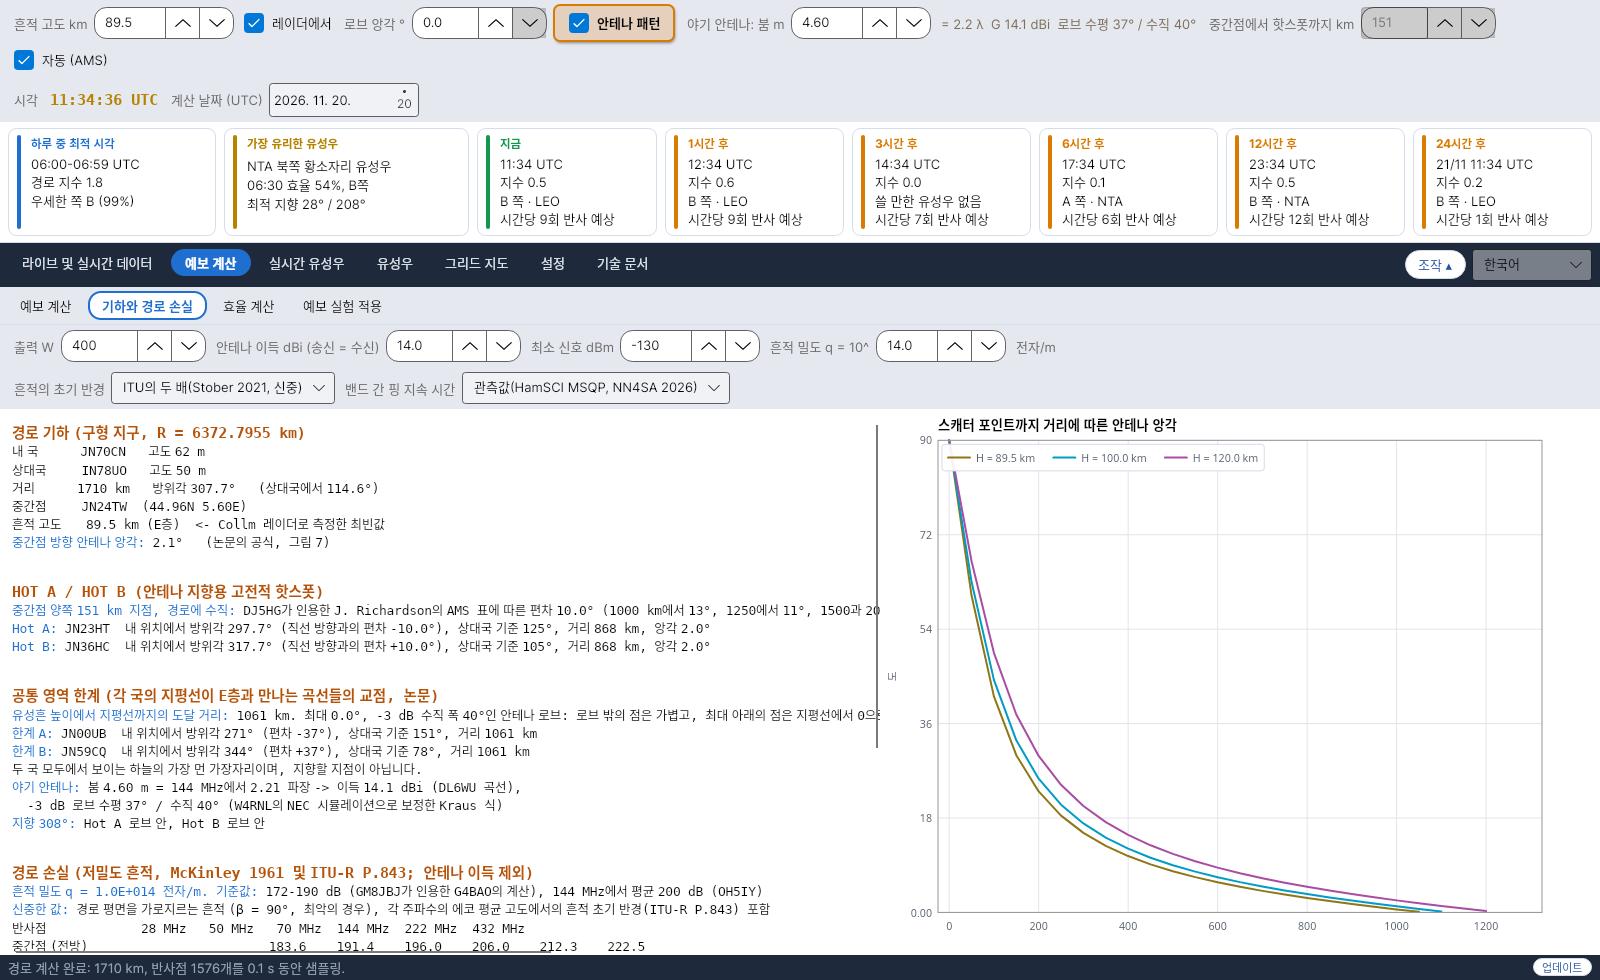 흔적 고도 km 89.5 레이더에서 로브 앙각 ° 0.0 안테나 패턴 야기 안테나: 붐 m 4.60 = 2.2 λ G 14.1 dBi 로브 수평 37° / 수직 40° 중간점에서 핫스폿까지 km 151
자동 (AMS)
시각 11:34:36 UTC 계산 날짜 (UTC) 2026. 11. 20. 20
하루 중 최적 시각
06:00-06:59 UTC
경로 지수 1.8
우세한 쪽 B (99%)
가장 유리한 유성우
NTA 북쪽 황소자리 유성우
06:30 효율 54%, B쪽
최적 지향 28° / 208°
지금
11:34 UTC
지수 0.5
B 쪽 · LEO
시간당 9회 반사 예상
1시간 후
12:34 UTC
지수 0.6
B 쪽 · LEO
시간당 9회 반사 예상
3시간 후
14:34 UTC
지수 0.0
쓸 만한 유성우 없음
시간당 7회 반사 예상
6시간 후
17:34 UTC
지수 0.1
A 쪽 · NTA
시간당 6회 반사 예상
12시간 후
23:34 UTC
지수 0.5
B 쪽 · NTA
시간당 12회 반사 예상
24시간 후
21/11 11:34 UTC
지수 0.2
B 쪽 · LEO
시간당 1회 반사 예상
라이브 및 실시간 데이터 예보 계산 실시간 유성우 유성우 그리드 지도 설정 기술 문서 조작 ▴ 한국어
예보 계산 기하와 경로 손실 효율 계산 예보 실험 적용
출력 W 400 안테나 이득 dBi (송신 = 수신) 14.0 최소 신호 dBm -130 흔적 밀도 q = 10^ 14.0 전자/m
흔적의 초기 반경 ITU의 두 배(Stober 2021, 신중) 밴드 간 핑 지속 시간 관측값(HamSCI MSQP, NN4SA 2026)
경로 기하 (구형 지구, R = 6372.7955 km)
내 국 JN70CN 고도 62 m
상대국 IN78UO 고도 50 m
거리 1710 km 방위각 307.7° (상대국에서 114.6°)
중간점 JN24TW (44.96N 5.60E)
흔적 고도 89.5 km (E층) <- Collm 레이더로 측정한 최빈값
중간점 방향 안테나 앙각: 2.1° (논문의 공식, 그림 7)
HOT A / HOT B (안테나 지향용 고전적 핫스폿)
중간점 양쪽 151 km 지점, 경로에 수직: DJ5HG가 인용한 J. Richardson의 AMS 표에 따른 편차 10.0° (1000 km에서 13°, 1250에서 11°, 1500과 20
Hot A: JN23HT 내 위치에서 방위각 297.7° (직선 방향과의 편차 -10.0°), 상대국 기준 125°, 거리 868 km, 앙각 2.0°
Hot B: JN36HC 내 위치에서 방위각 317.7° (직선 방향과의 편차 +10.0°), 상대국 기준 105°, 거리 868 km, 앙각 2.0°
공통 영역 한계 (각 국의 지평선이 E층과 만나는 곡선들의 교점, 논문)
유성흔 높이에서 지평선까지의 도달 거리: 1061 km. 최대 0.0°, -3 dB 수직 폭 40°인 안테나 로브: 로브 밖의 점은 가볍고, 최대 아래의 점은 지평선에서 0으
한계 A: JN00UB 내 위치에서 방위각 271° (편차 -37°), 상대국 기준 151°, 거리 1061 km
한계 B: JN59CQ 내 위치에서 방위각 344° (편차 +37°), 상대국 기준 78°, 거리 1061 km
두 국 모두에서 보이는 하늘의 가장 먼 가장자리이며, 지향할 지점이 아닙니다.
야기 안테나: 붐 4.60 m = 144 MHz에서 2.21 파장 -> 이득 14.1 dBi (DL6WU 곡선),
-3 dB 로브 수평 37° / 수직 40° (W4RNL의 NEC 시뮬레이션으로 보정한 Kraus 식)
지향 308°: Hot A 로브 안, Hot B 로브 안
경로 손실 (저밀도 흔적, McKinley 1961 및 ITU-R P.843; 안테나 이득 제외)
흔적 밀도 q = 1.0E+014 전자/m. 기준값: 172-190 dB (GM8JBJ가 인용한 G4BAO의 계산), 144 MHz에서 평균 200 dB (OH5IY)
신중한 값: 경로 평면을 가로지르는 흔적 (β = 90°, 최악의 경우), 각 주파수의 에코 평균 고도에서의 흔적 초기 반경(ITU-R P.843) 포함
반사점 28 MHz 50 MHz 70 MHz 144 MHz 222 MHz 432 MHz
중간점 (전방) 183.6 191.4 196.0 206.0 212.3 222.5
스캐터 포인트까지 거리에 따른 안테나 앙각
H = 89.5 km H = 100.0 km H = 120.0 km
90
72
54
36
18
0.00
0 200 400 600 800 1000 1200
도
경로 계산 완료: 1710 km, 반사점 1576개를 0.1 s 동안 샘플링. 업데이트